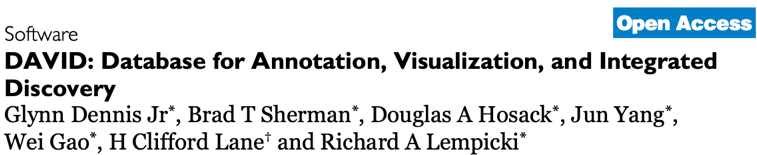 Open Access
Software
DAVID: Database for Annotation, Visualization, and Integrated
Discovery
Glynn Dennis Jr*, Brad T Sherman*, Douglas A Hosack*, Jun Yang*,
Wei Gao*, H Clifford Lane† and Richard A Lempicki*